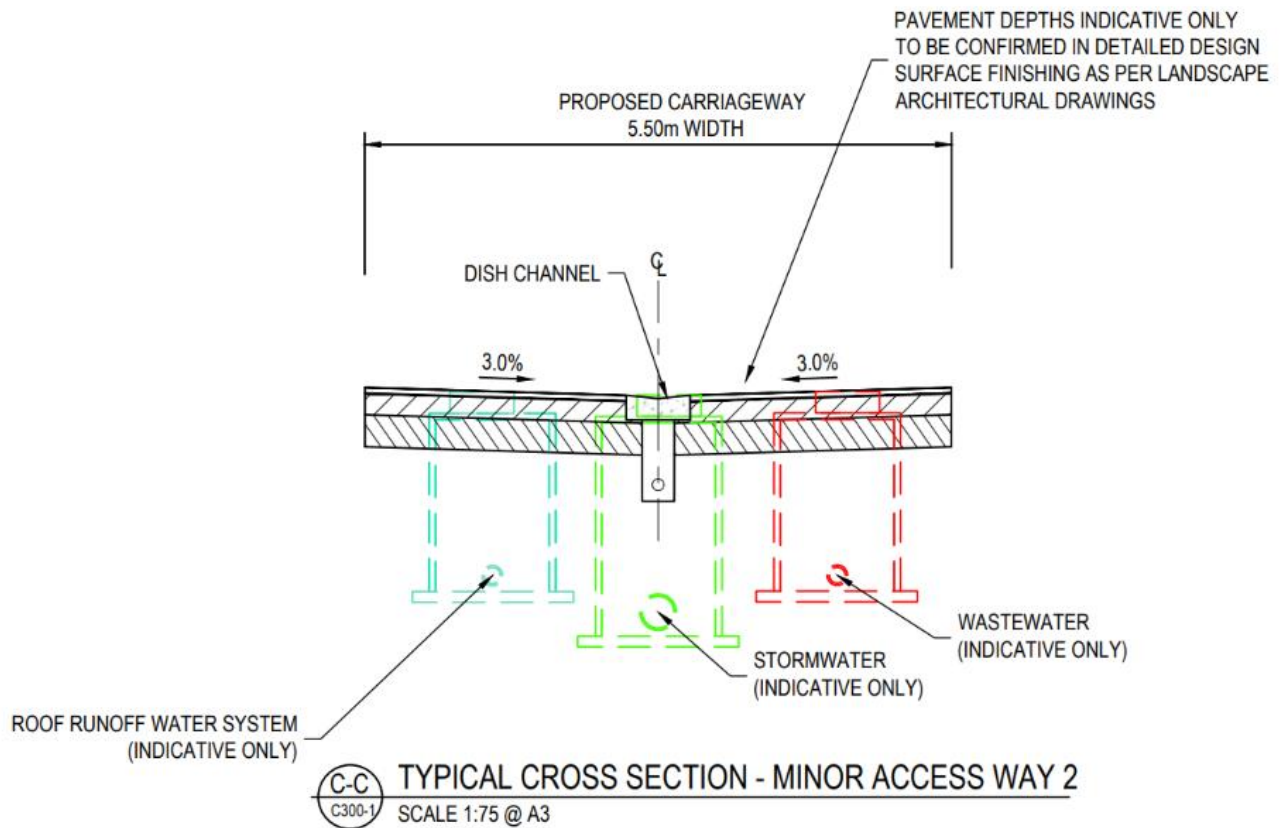 PAVEMENT DEPTHS INDICATIVE ONLY
TO BE CONFIRMED IN DETAILED DESIGN
SURFACE FINISHING AS PER LANDSCAPE
ARCHITECTURAL DRAWINGS
PROPOSED CARRIAGEWAY
5.50m WIDTH
DISH CHANNEL
℄
3.0%
3.0%
WASTEWATER
(INDICATIVE ONLY)
STORMWATER
(INDICATIVE ONLY)
ROOF RUNOFF WATER SYSTEM
(INDICATIVE ONLY)
C-C
C300-1
TYPICAL CROSS SECTION - MINOR ACCESS WAY 2
SCALE 1:75 @ A3